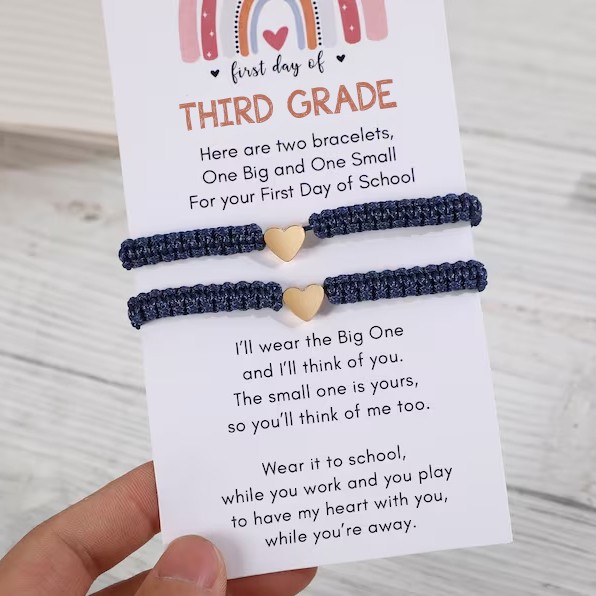 first day of
THIRD GRADE
Here are two bracelets,
One Big and One Small
For your First Day of School
I'll wear the Big One
and I'll think of you.
The small one is yours,
so you'll think of me too.
Wear it to school,
while you work and you play
to have my heart with you,
while you're away.